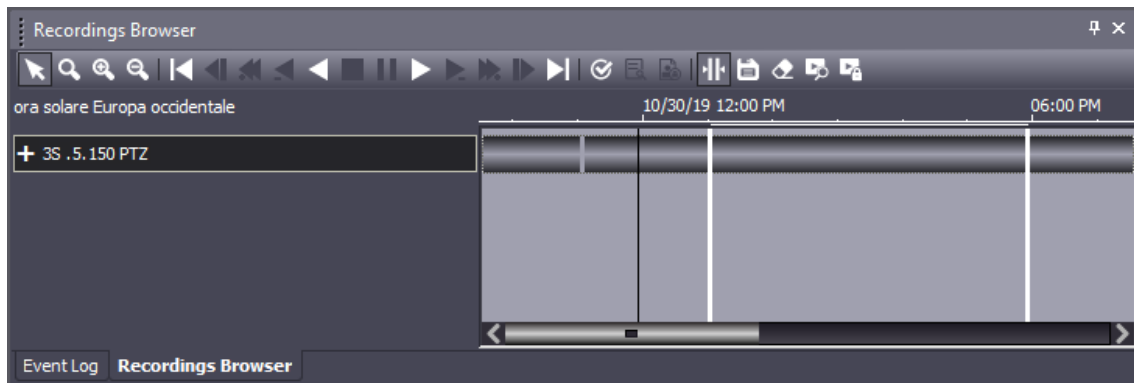 Recordings Browser
ora solare Europa occidentale
10/30/19 12:00 PM
06:00 PM
3S .5.150 PTZ
Event Log
Recordings Browser